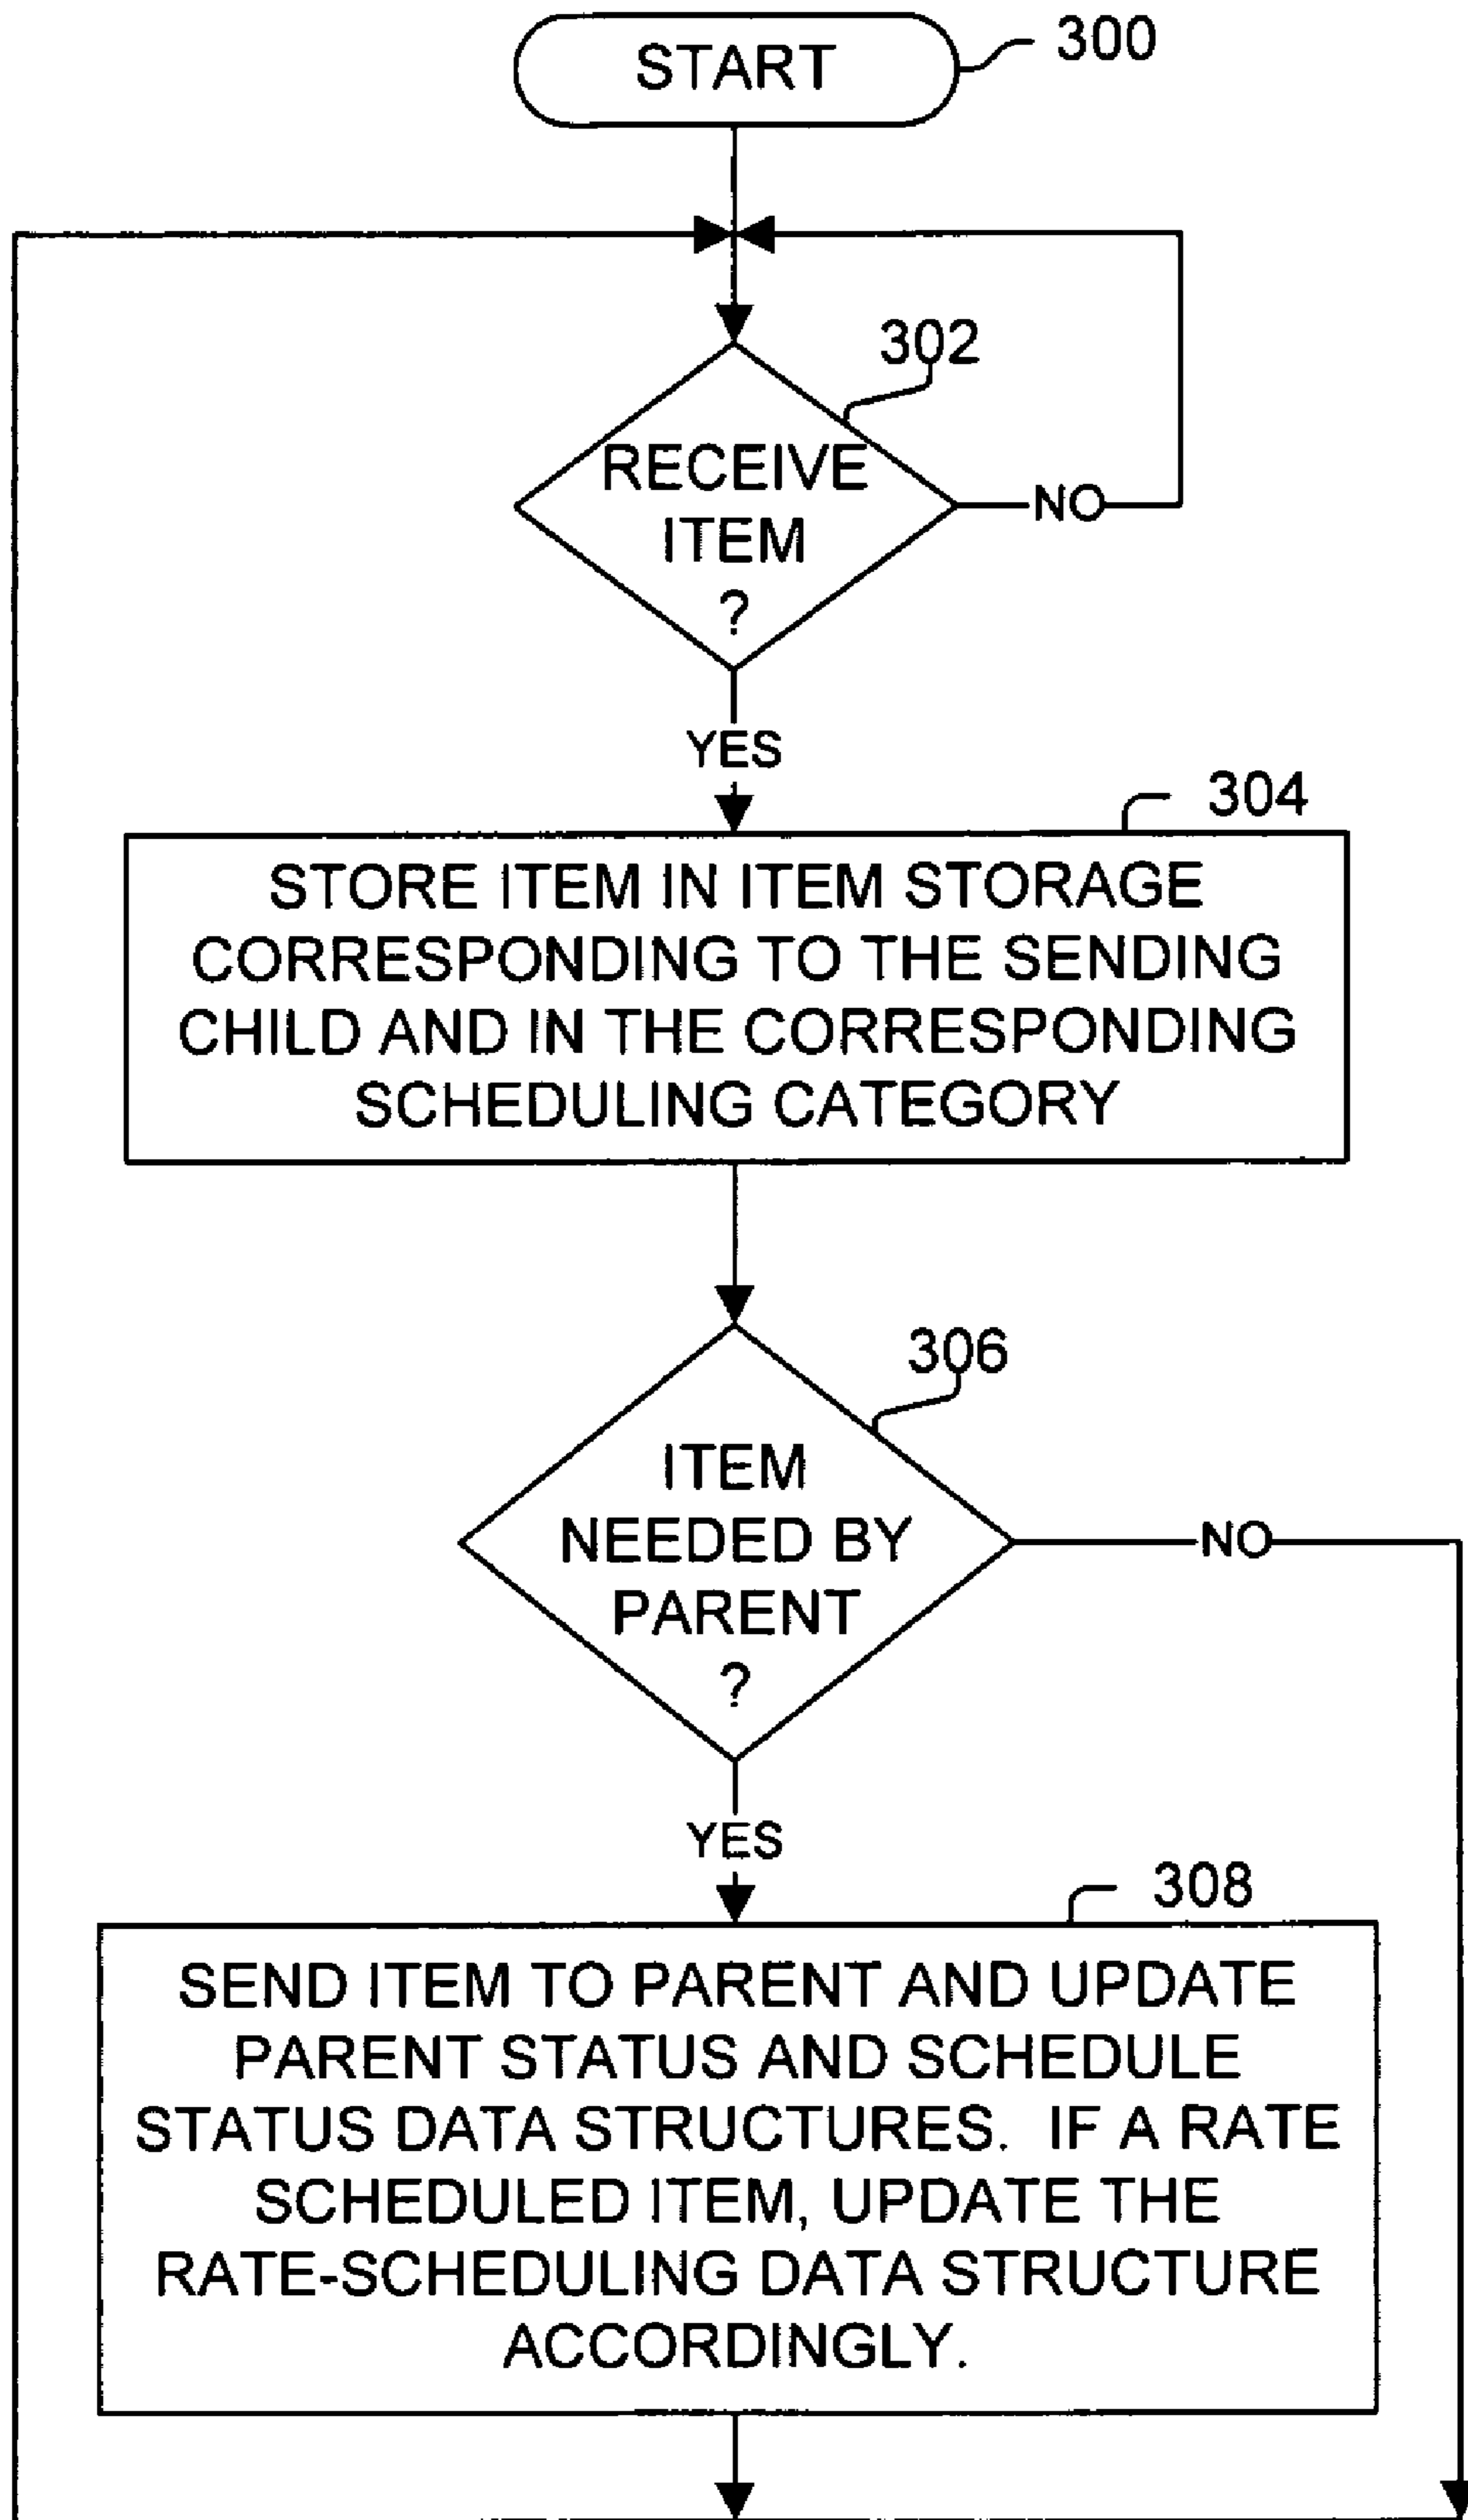 START
300
302
RECEIVE
ITEM
?
NO
YES
304
STORE ITEM IN ITEM STORAGE
CORRESPONDING TO THE SENDING
CHILD AND IN THE CORRESPONDING
SCHEDULING CATEGORY
306
ITEM
NEEDED BY
PARENT
?
NO
YES
308
SEND ITEM TO PARENT AND UPDATE
PARENT STATUS AND SCHEDULE
STATUS DATA STRUCTURES. IF A RATE
SCHEDULED ITEM, UPDATE THE
RATE-SCHEDULING DATA STRUCTURE
ACCORDINGLY.